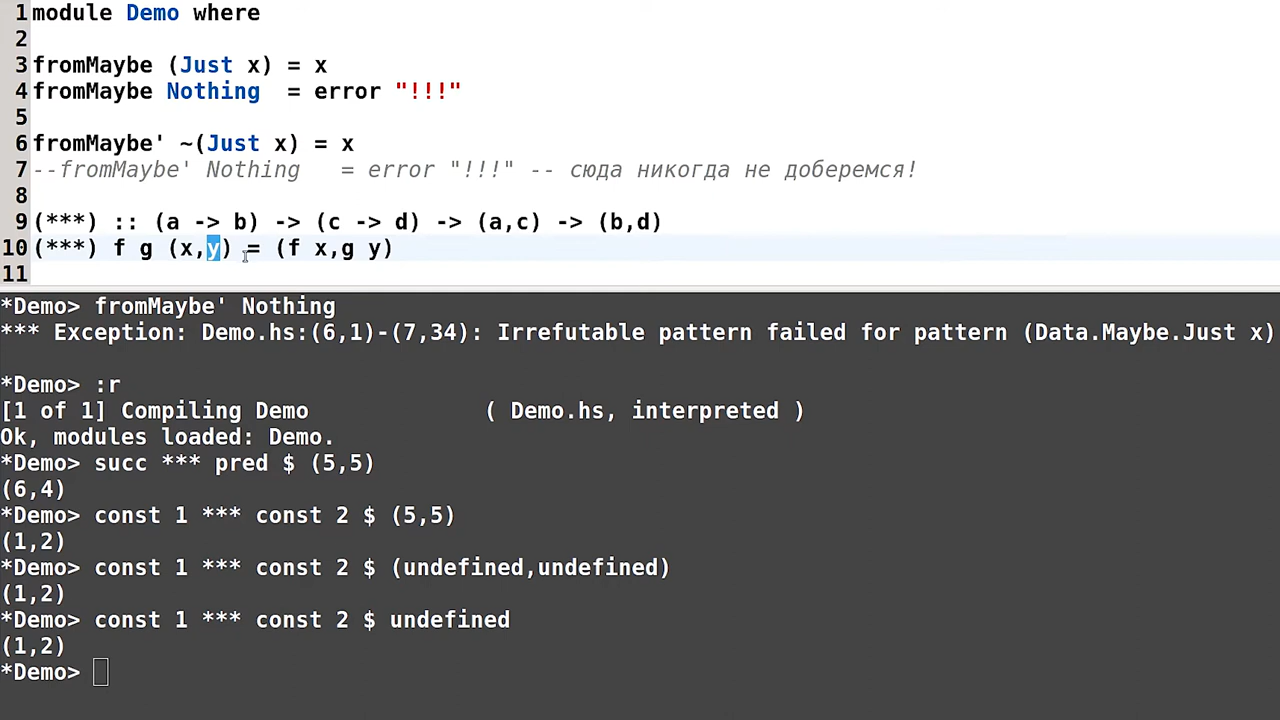 1 module Demo where
2
3 fromMaybe (Just x) = x
4 fromMaybe Nothing  = error "!!!"
5
6 fromMaybe' ~(Just x) = x
7 --fromMaybe' Nothing   = error "!!!" -- сюда никогда не доберемся!
8
9 (***) :: (a -> b) -> (c -> d) -> (a,c) -> (b,d)
10 (***) f g (x,y) = (f x,g y)
11
*Demo> fromMaybe' Nothing
*** Exception: Demo.hs:(6,1)-(7,34): Irrefutable pattern failed for pattern (Data.Maybe.Just x)
*Demo> :r
[1 of 1] Compiling Demo             ( Demo.hs, interpreted )
Ok, modules loaded: Demo.
*Demo> succ *** pred $ (5,5)
(6,4)
*Demo> const 1 *** const 2 $ (5,5)
(1,2)
*Demo> const 1 *** const 2 $ (undefined,undefined)
(1,2)
*Demo> const 1 *** const 2 $ undefined
(1,2)
*Demo>